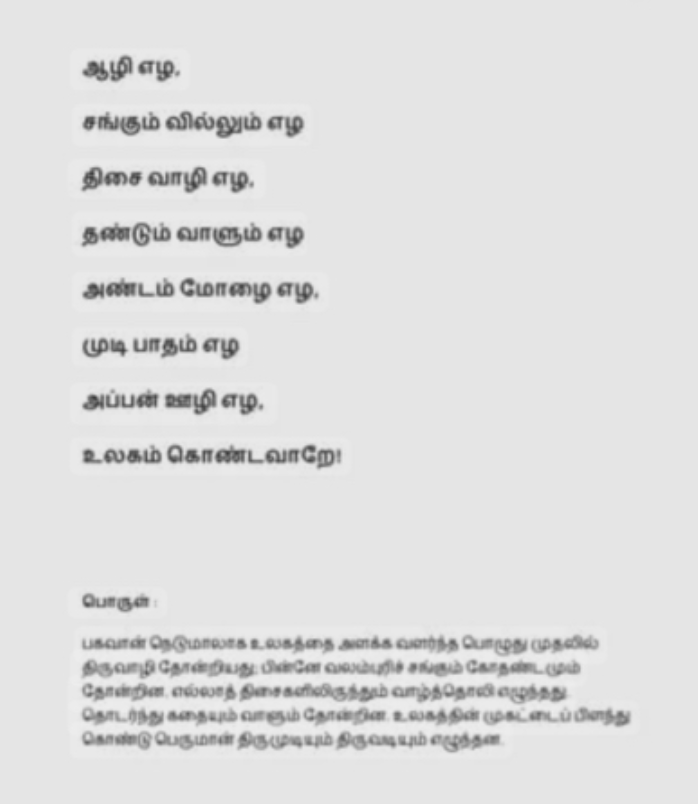 ஆழி எழ,
சங்கும் வில்லும் எழ
திசை வாழி எழ,
தண்டும் வாளும் எழ
அண்டம் மோழை எழ,
முடி பாதம் எழ
அப்பன் ஊழி எழ,
உலகம் கொண்டவாறே!
பொருள் :
பகவான் நெடுமாலாக உலகத்தை அளக்க வளர்ந்த பொழுது முதலில்
திருவாழி தோன்றியது; பின்னே வலம்புரிச் சங்கும் கோதண்டமும்
தோன்றின. எல்லாத் திசைகளிலிருந்தும் வாழ்த்தொலி எழுந்தது.
தொடர்ந்து கதையும் வாளும் தோன்றின. உலகத்தின் முகட்டைப் பிளந்து
கொண்டு பெருமான் திருமுடியும் திருவடியும் எழுந்தன.